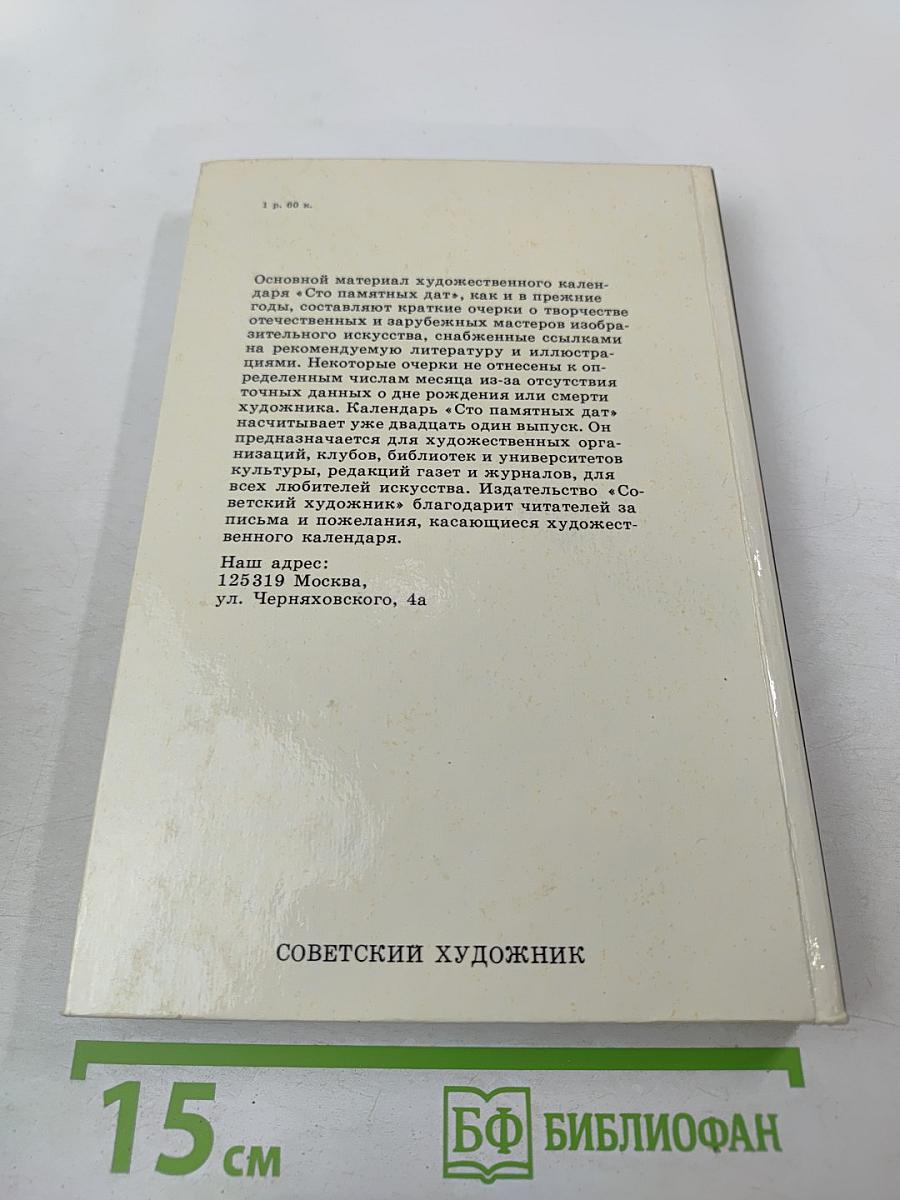 1 р. 60 к.
Основной материал художественного кален-
даря «Сто памятных дат», как и в прежние
годы, составляют краткие очерки о творчестве
отечественных и зарубежных мастеров изобра-
зительного искусства, снабженные ссылками
на рекомендуемую литературу и иллюстра-
циями. Некоторые очерки не отнесены к оп-
ределенным числам месяца из-за отсутствия
точных данных о дне рождения или смерти
художника. Календарь «Сто памятных дат»
насчитывает уже двадцать один выпуск. Он
предназначается для художественных орга-
низаций, клубов, библиотек и университетов
культуры, редакций газет и журналов, для
всех любителей искусства. Издательство «Со-
ветский художник» благодарит читателей за
письма и пожелания, касающиеся художест-
венного календаря.
Наш адрес:
125319 Москва,
ул. Черняховского, 4а
СОВЕТСКИЙ ХУДОЖНИК
15 см
БФ БИБЛИОФАН